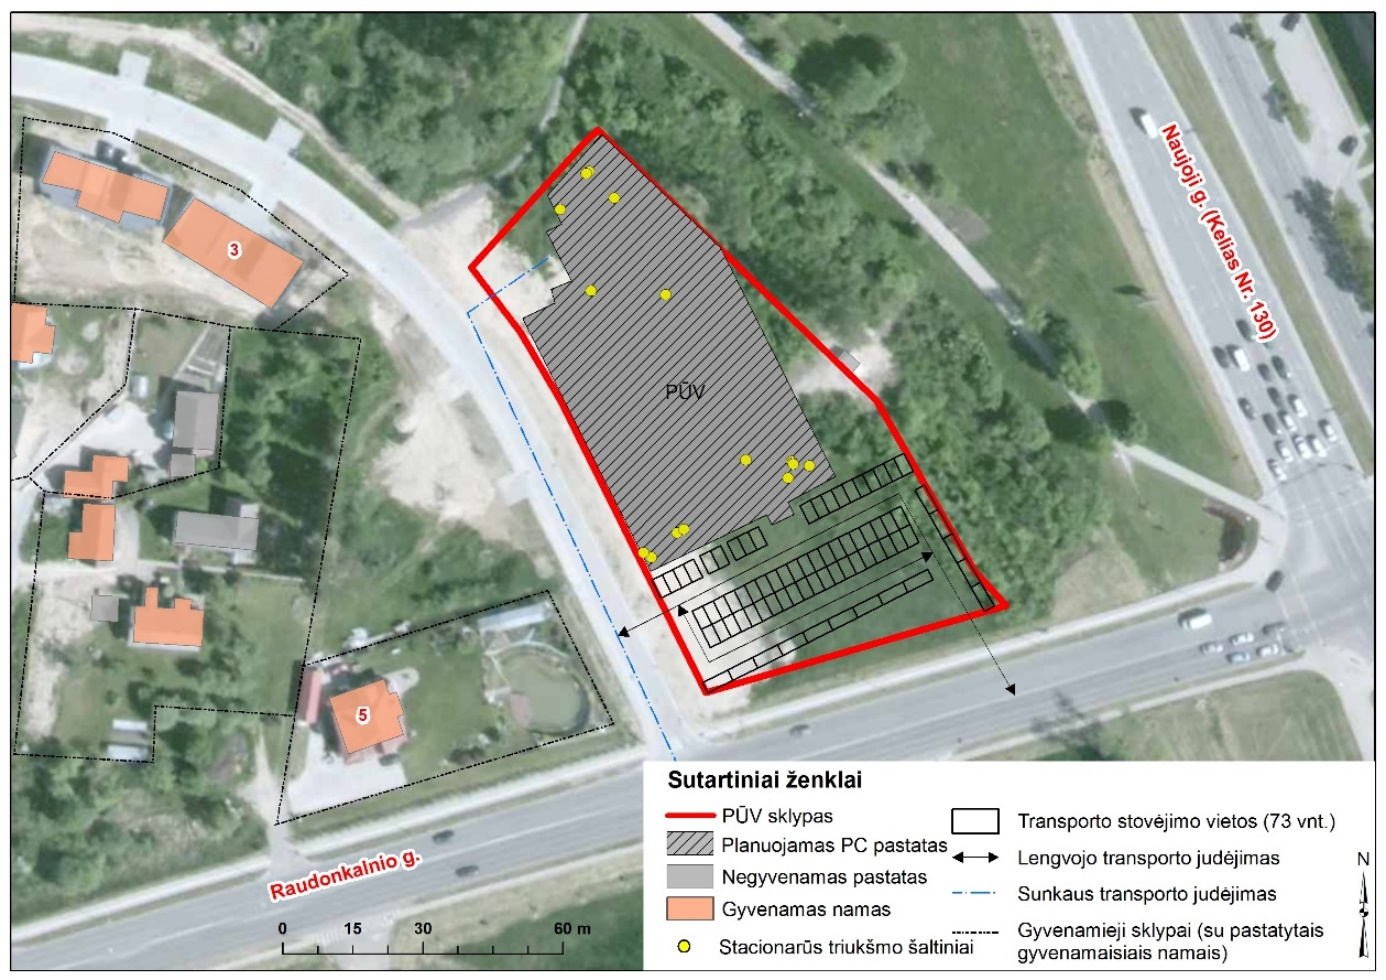 Naujoji g. (Kelias Nr. 130)
3
PŪV
5
Raudonkalnio g.
0 15 30 60 m
Sutartiniai ženklai
PŪV sklypas
Planuojamas PC pastatas
Negyvenamas pastatas
Gyvenamas namas
Stacionarūs triukšmo šaltiniai
Transporto stovėjimo vietos (73 vnt.)
Lengvojo transporto judėjimas
Sunkaus transporto judėjimas
Gyvenamieji sklypai (su pastatytais
gyvenamaisiais namais)
N